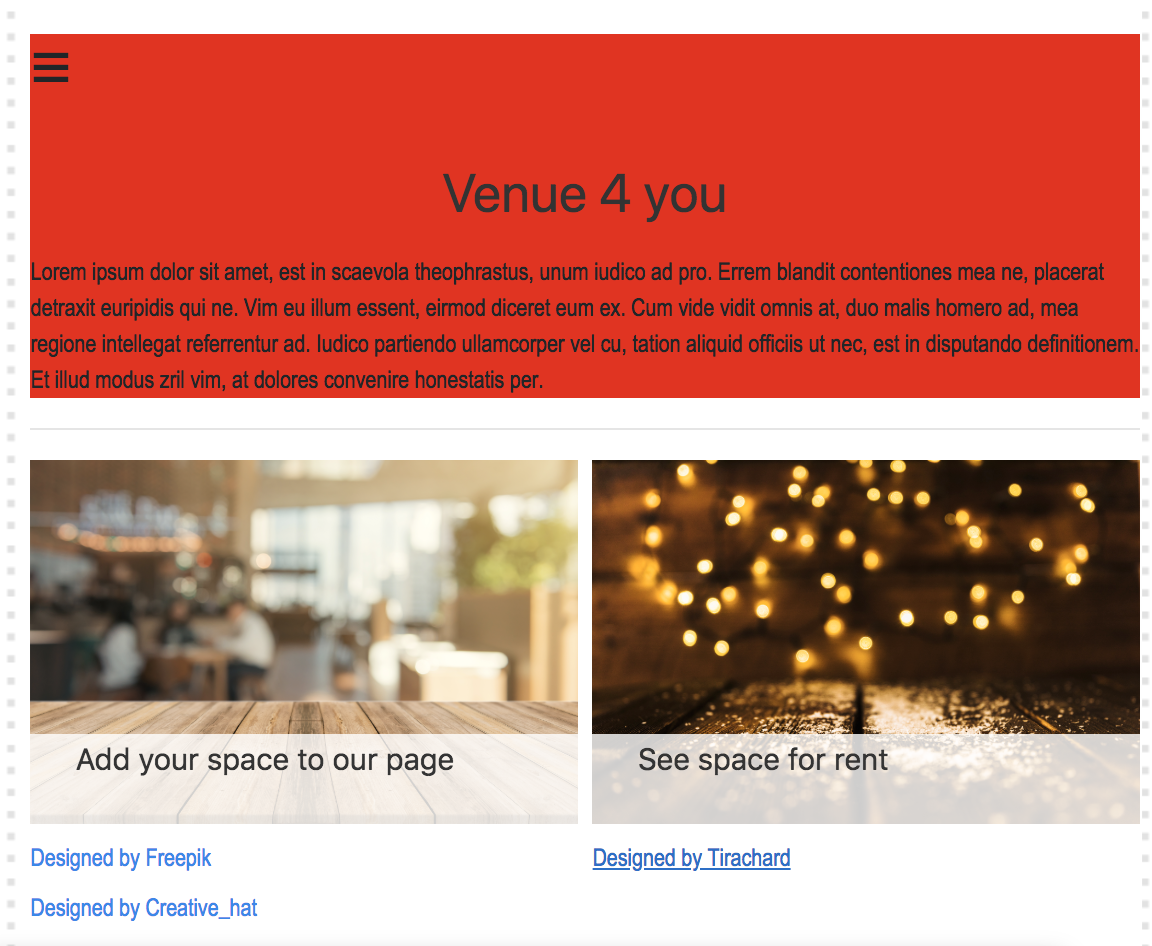 Venue 4 you
Lorem ipsum dolor sit amet, est in scaevola theophrastus, unum iudico ad pro. Errem blandit contentiones mea ne, placerat
detraxit euripidis qui ne. Vim eu illum essent, eirmod diceret eum ex. Cum vide vidit omnis at, duo malis homero ad, mea
regione intellegat referrentur ad. Iudico partiendo ullamcorper vel cu, tation aliquid officiis ut nec, est in disputando definitionem.
Et illud modus zril vim, at dolores convenire honestatis per.
Add your space to our page
See space for rent
Designed by Freepik
Designed by Tirachard
Designed by Creative_hat